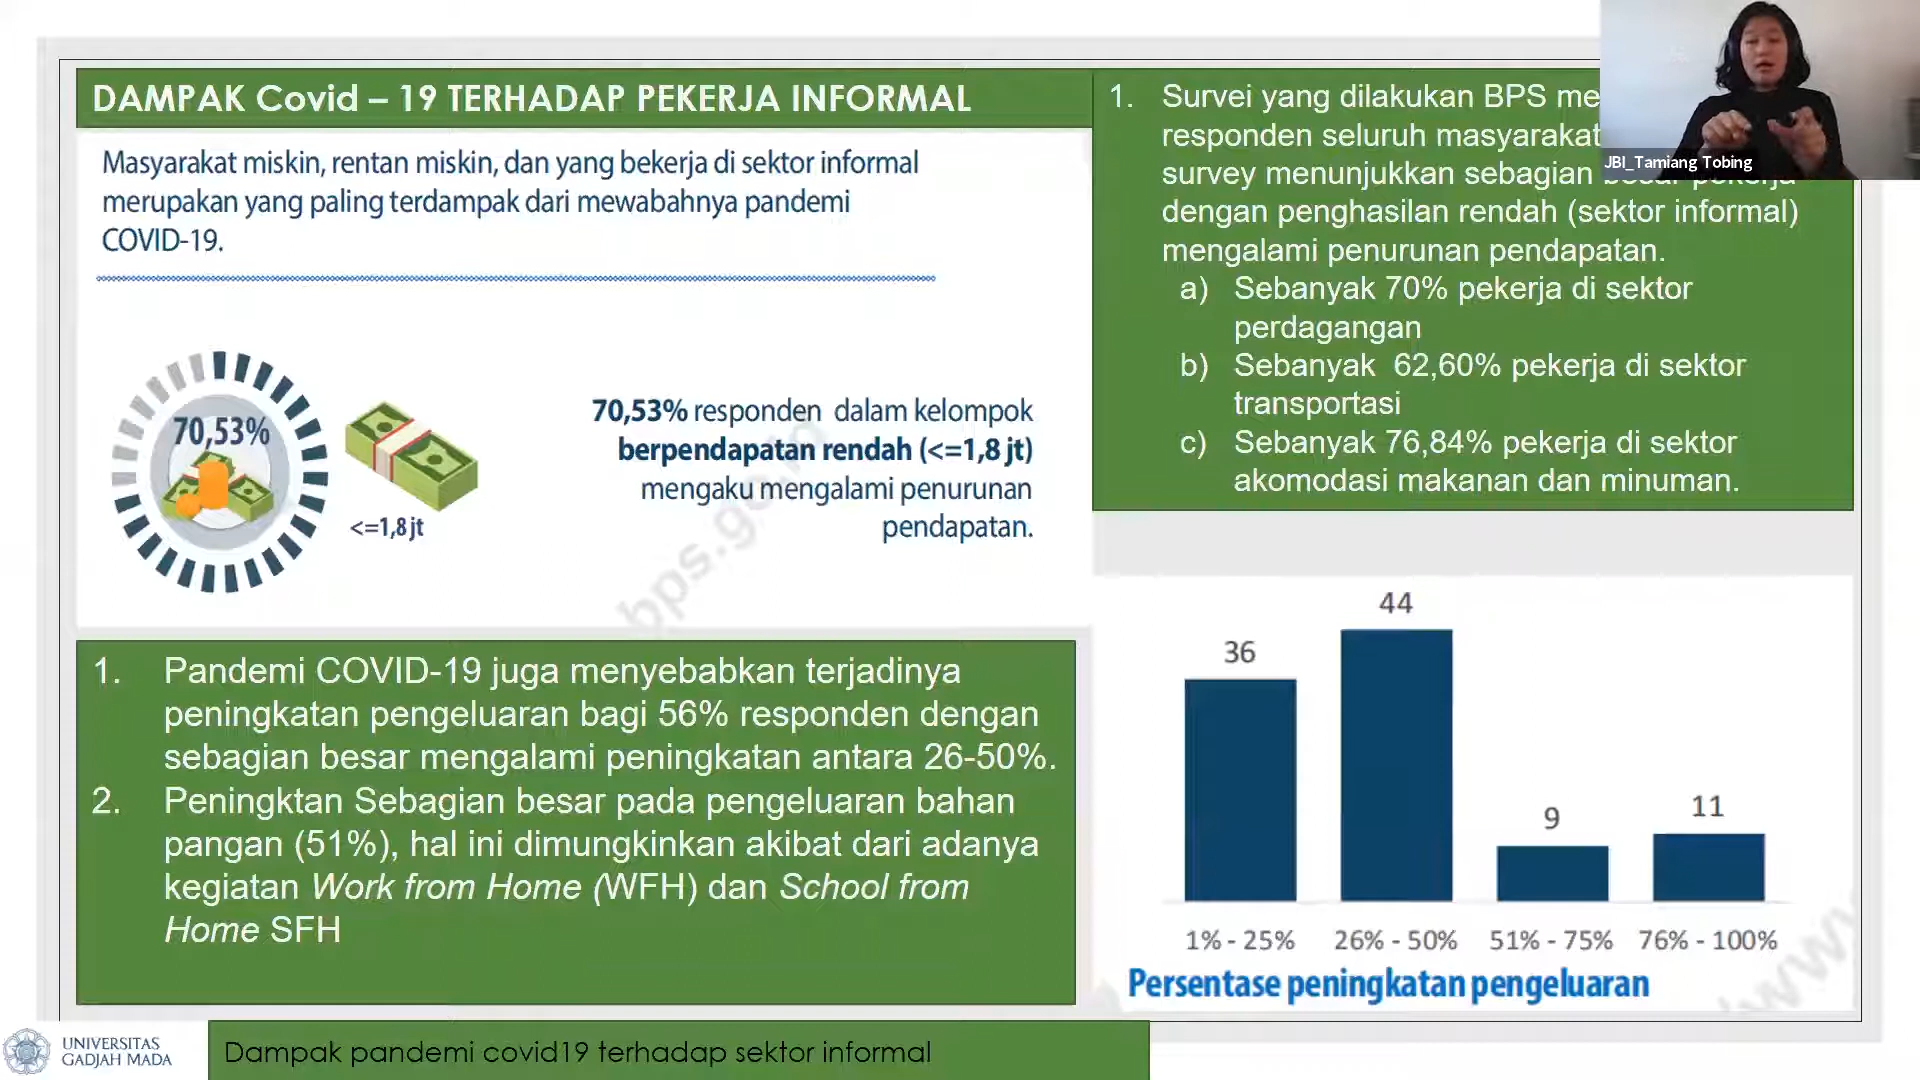 DAMPAK Covid – 19 TERHADAP PEKERJA INFORMAL
Masyarakat miskin, rentan miskin, dan yang bekerja di sektor informal
merupakan yang paling terdampak dari mewabahnya pandemi
COVID-19.
70,53%
<=1,8 jt
70,53% responden dalam kelompok
berpendapatan rendah (<=1,8 jt)
mengaku mengalami penurunan
pendapatan.
bps.go.id
1. Pandemi COVID-19 juga menyebabkan terjadinya
peningkatan pengeluaran bagi 56% responden dengan
sebagian besar mengalami peningkatan antara 26-50%.
2. Peningktan Sebagian besar pada pengeluaran bahan
pangan (51%), hal ini dimungkinkan akibat dari adanya
kegiatan Work from Home (WFH) dan School from
Home SFH
1. Survei yang dilakukan BPS
responden seluruh masyarakat
survey menunjukkan sebagian besar pekerja
dengan penghasilan rendah (sektor informal)
mengalami penurunan pendapatan.
a) Sebanyak 70% pekerja di sektor
perdagangan
b) Sebanyak 62,60% pekerja di sektor
transportasi
c) Sebanyak 76,84% pekerja di sektor
akomodasi makanan dan minuman.
JBI_Tamiang Tobing
36
44
9
11
1% - 25%
26% - 50%
51% - 75%
76% - 100%
Persentase peningkatan pengeluaran
www
UNIVERSITAS
GADJAH MADA
Dampak pandemi covid19 terhadap sektor informal